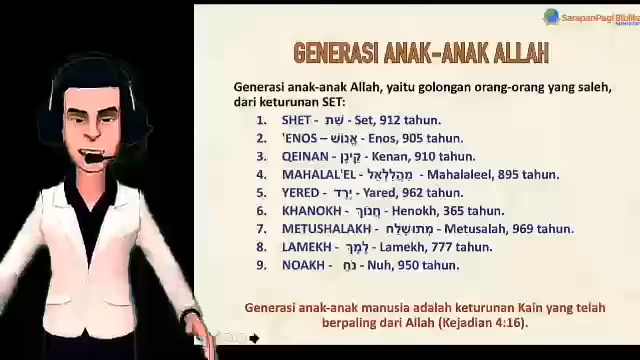 SarapanPagi Biblika
GENERASI ANAK-ANAK ALLAH
Generasi anak-anak Allah, yaitu golongan orang-orang yang saleh,
dari keturunan SET:
1. SHET - שֵׁת - Set, 912 tahun.
2. 'ENOS – אֱנוֹשׁ - Enos, 905 tahun.
3. QEINAN - קֵינָן - Kenan, 910 tahun.
4. MAHALAL'EL - מַהֲלַלְאֵל - Mahalaleel, 895 tahun.
5. YERED - יֶרֶד - Yared, 962 tahun.
6. KHANOKH - חֲנוֹךְ - Henokh, 365 tahun.
7. METUSHALAKH - מְתוּשֶׁלַח - Metusalah, 969 tahun.
8. LAMEKH - לֶמֶךְ - Lamekh, 777 tahun.
9. NOAKH - נֹחַ - Nuh, 950 tahun.
Generasi anak-anak manusia adalah keturunan Kain yang telah
berpaling dari Allah (Kejadian 4:16).